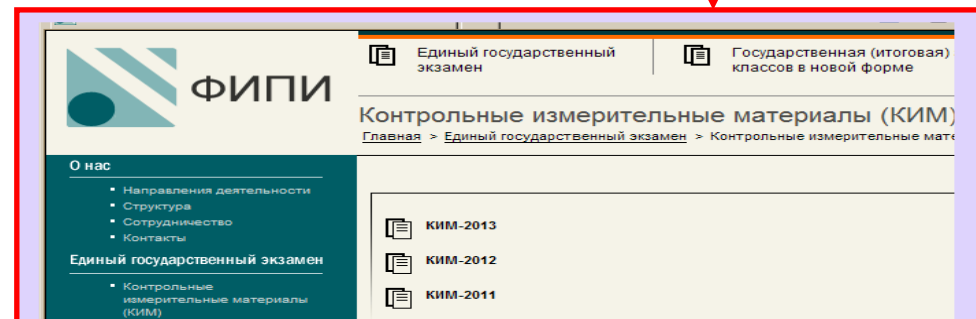 ФИПИ
Единый государственный
экзамен
Государственная (итоговая)
классов в новой форме
Контрольные измерительные материалы (КИМ)
Главная > Единый государственный экзамен > Контрольные измерительные мате
О нас
Направления деятельности
Структура
Сотрудничество
Контакты
Единый государственный экзамен
Контрольные
измерительные материалы
(КИМ)
КИМ-2013
КИМ-2012
КИМ-2011